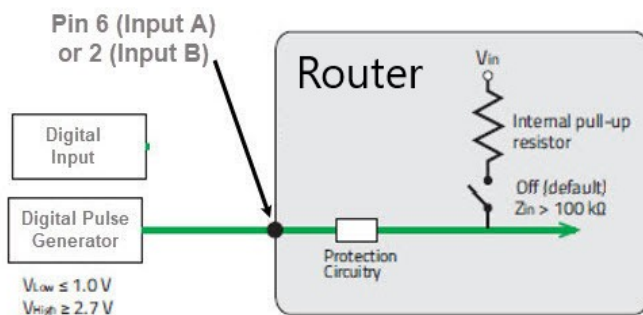 Pin 6 (Input A)
or 2 (Input B)
Router
Vin
Internal pull-up
resistor
Off (default)
Zin > 100 kΩ
Digital
Input
Digital Pulse
Generator
Protection
Circuitry
VLow ≤ 1.0 V
VHigh ≥ 2.7 V